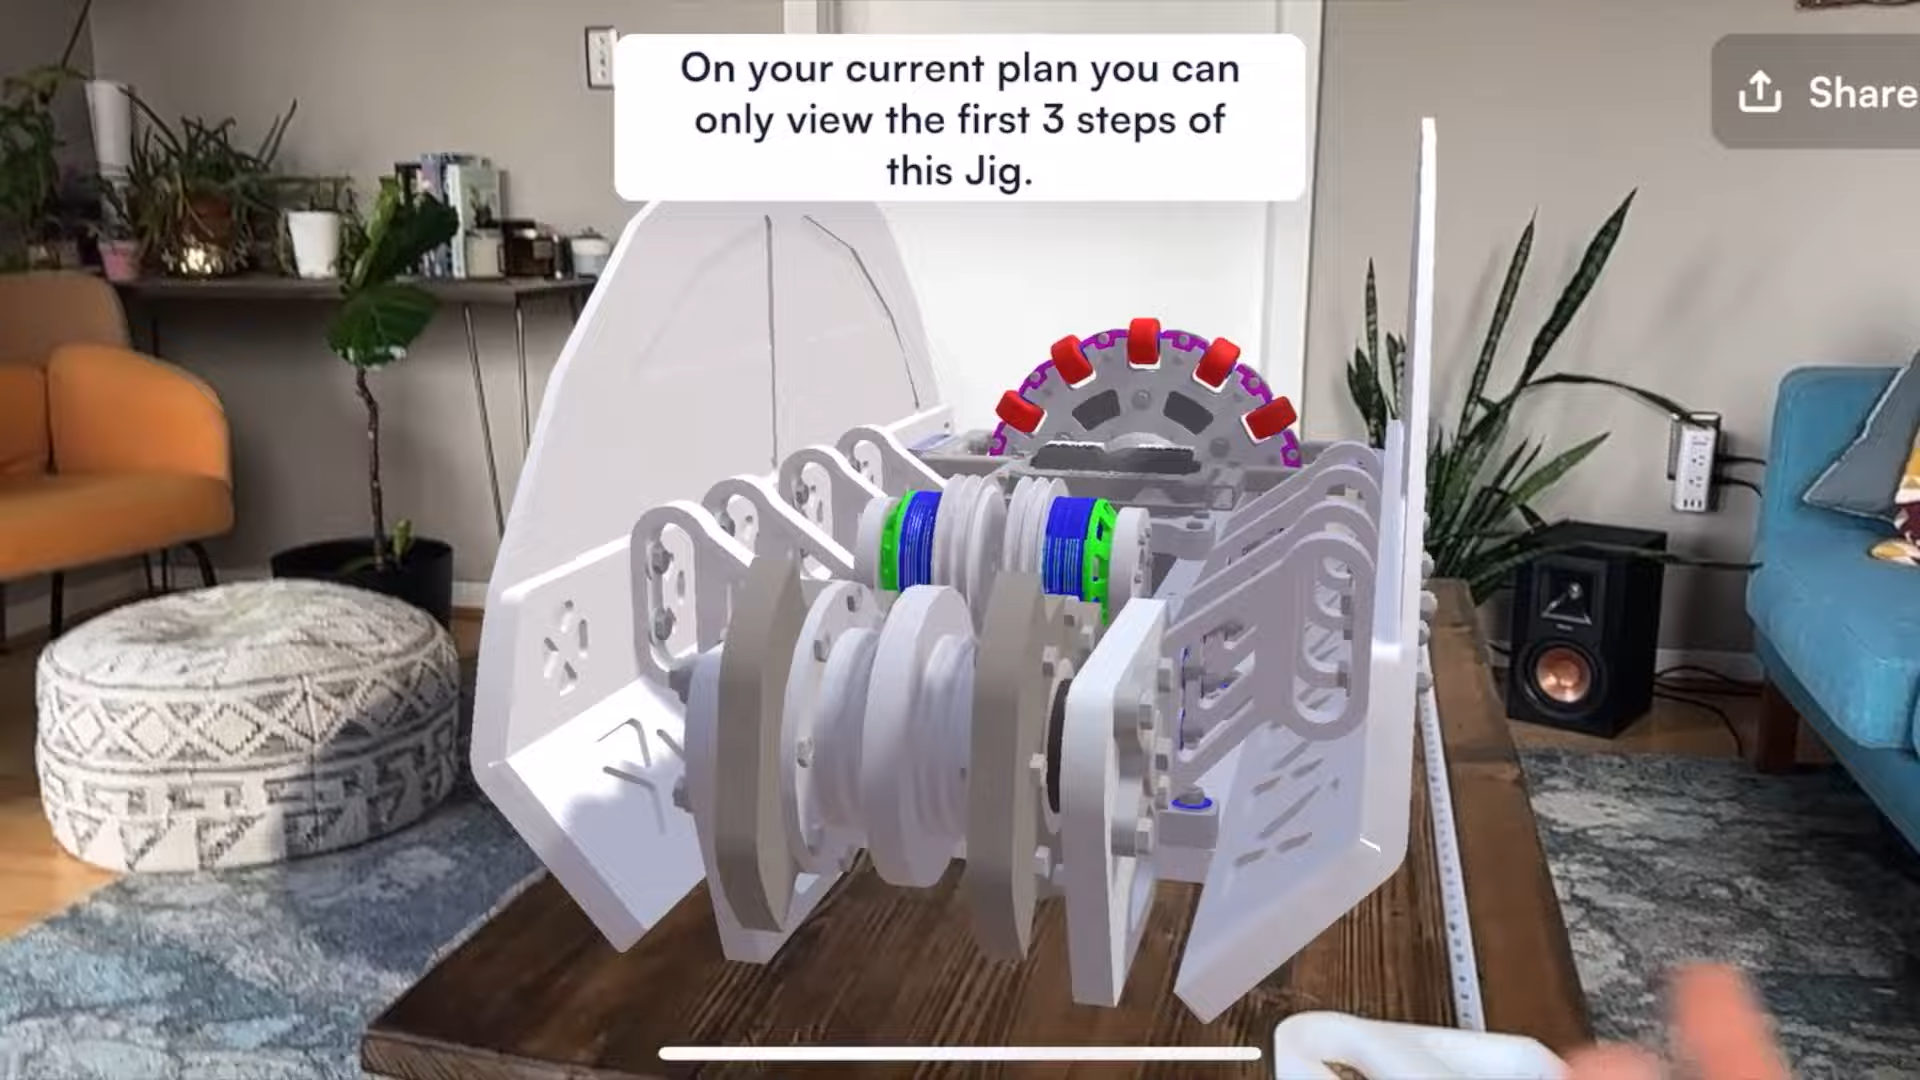 On your current plan you can
only view the first 3 steps of
this Jig.
Share